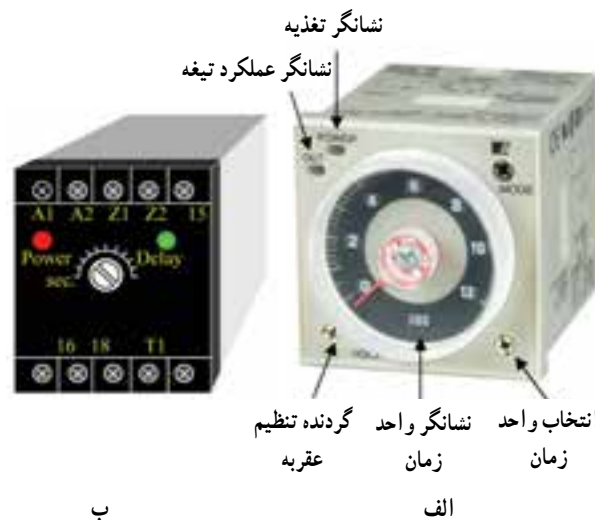 نشانگر تغذیه
نشانگر عملکرد تیغه
POWER
OUT
MODE
0 2 4 6 8 10 12
A1 A2 Z1 Z2 15
Power Delay
sec.
16 18 T1
انتخاب واحد زمان
نشانگر واحد زمان
گردنده تنظیم عقربه
الف
ب